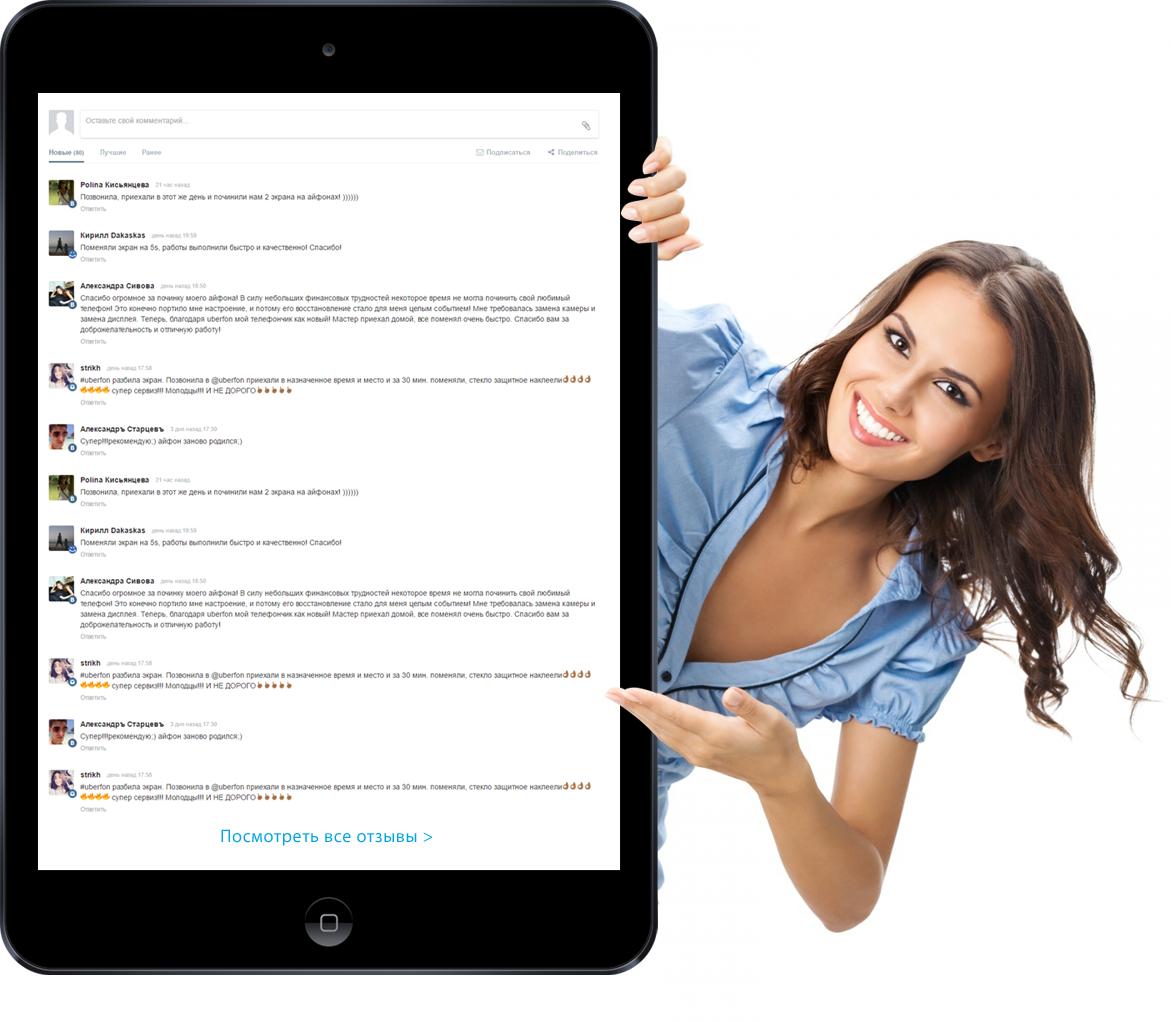 Оставьте свой комментарий...
Новые (80) Лучшие Ранее Подписаться Поделиться
Polina Кисьянцева 21 час назад
Позвонила, приехали в этот же день и починили нам 2 экрана на айфонах! ))))))
Ответить
Кирилл Dakaskas день назад 19:59
Поменяли экран на 5s, работы выполнили быстро и качественно! Спасибо!
Ответить
Александра Сивова день назад 18:50
Спасибо огромное за починку моего айфона! В силу небольших финансовых трудностей некоторое время не могла починить свой любимый
телефон! Это конечно портило мне настроение, и потому его восстановление стало для меня целым событием! Мне требовалась замена камеры и
замена дисплея. Теперь, благодаря uberfon мой телефончик как новый! Мастер приехал домой, все поменял очень быстро. Спасибо вам за
доброжелательность и отличную работу!
Ответить
strikh день назад 17:58
#uberfon разбила экран. Позвонила в @uberfon приехали в назначенное время и место и за 30 мин. поменяли, стекло защитное наклеели👌👌👌👌
🔥🔥🔥🔥 супер сервиз!!!! Молодцы!!!! И НЕ ДОРОГО
Ответить
Александръ Старцевъ 3 дня назад 17:30
Супер!!!!рекомендую;) айфон заново родился;)
Ответить
Polina Кисьянцева 21 час назад
Позвонила, приехали в этот же день и починили нам 2 экрана на айфонах! ))))))
Ответить
Кирилл Dakaskas день назад 19:59
Поменяли экран на 5s, работы выполнили быстро и качественно! Спасибо!
Ответить
Александра Сивова день назад 18:50
Спасибо огромное за починку моего айфона! В силу небольших финансовых трудностей некоторое время не могла починить свой любимый
телефон! Это конечно портило мне настроение, и потому его восстановление стало для меня целым событием! Мне требовалась замена камеры и
замена дисплея. Теперь, благодаря uberfon мой телефончик как новый! Мастер приехал домой, все поменял очень быстро. Спасибо вам за
доброжелательность и отличную работу!
Ответить
strikh день назад 17:58
#uberfon разбила экран. Позвонила в @uberfon приехали в назначенное время и место и за 30 мин. поменяли, стекло защитное наклеели👌👌👌👌
🔥🔥🔥🔥 супер сервиз!!!! Молодцы!!!! И НЕ ДОРОГО
Ответить
Александръ Старцевъ 3 дня назад 17:30
Супер!!!!рекомендую;) айфон заново родился;)
Ответить
strikh день назад 17:58
#uberfon разбила экран. Позвонила в @uberfon приехали в назначенное время и место и за 30 мин. поменяли, стекло защитное наклеели👌👌👌👌
🔥🔥🔥🔥 супер сервиз!!!! Молодцы!!!! И НЕ ДОРОГО
Ответить
Посмотреть все отзывы >